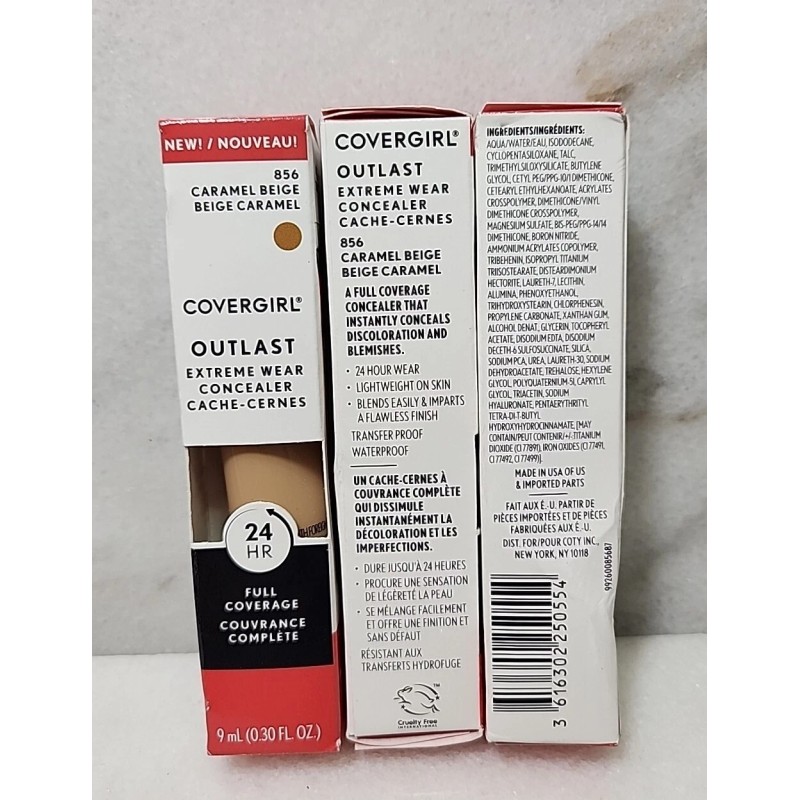 NEW! / NOUVEAU!
856
CARAMEL BEIGE
BEIGE CARAMEL
COVERGIRL®
OUTLAST
EXTREME WEAR
CONCEALER
CACHE-CERNES
24
HR
FULL
COVERAGE
COUVRANCE
COMPLÈTE
9 mL (0.30 FL. OZ.)
COVERGIRL®
OUTLAST
EXTREME WEAR
CONCEALER
CACHE-CERNES
856
CARAMEL BEIGE
BEIGE CARAMEL
A FULL COVERAGE
CONCEALER THAT
INSTANTLY CONCEALS
DISCOLORATION AND
BLEMISHES.
• 24 HOUR WEAR
• LIGHTWEIGHT ON SKIN
• BLENDS EASILY & IMPARTS
A FLAWLESS FINISH
TRANSFER PROOF
WATERPROOF
UN CACHE-CERNES À
COUVRANCE COMPLÈTE
QUI DISSIMULE
INSTANTANÉMENT LA
DÉCOLORATION ET LES
IMPERFECTIONS.
• DURE JUSQU'À 24 HEURES
• PROCURE UNE SENSATION
DE LÉGÈRETÉ LA PEAU
• SE MÉLANGE FACILEMENT
ET OFFRE UNE FINITION ET
SANS DÉFAUT
RÉSISTANT AUX
TRANSFERTS HYDROFUGE
Cruelty Free
INTERNATIONAL
INGREDIENTS/INGRÉDIENTS:
AQUA/WATER/EAU, ISODODECANE,
CYCLOPENTASILOXANE, TALC,
TRIMETHYLSILOXYSILICATE, BUTYLENE
GLYCOL, CETYL PEG/PPG-10/1 DIMETHICONE,
CETEARYL ETHYLHEXANOATE, ACRYLATES
CROSSPOLYMER, DIMETHICONE/VINYL
DIMETHICONE CROSSPOLYMER,
MAGNESIUM SULFATE, BIS-PEG/PPG-14/14
DIMETHICONE, BORON NITRIDE,
AMMONIUM ACRYLATES COPOLYMER,
TRIBEHENIN, ISOPROPYL TITANIUM
TRIISOSTEARATE, DISTEARDIMONIUM
HECTORITE, LAURETH-7, LECITHIN,
ALUMINA, PHENOXYETHANOL,
TRIHYDROXYSTEARIN, CHLORPHENESIN,
PROPYLENE CARBONATE, XANTHAN GUM,
ALCOHOL DENAT, GLYCERIN, TOCOPHERYL
ACETATE, DISODIUM EDTA, DISODIUM
DECETH-6 SULFOSUCCINATE, SILICA,
SODIUM PCA, UREA, LAURETH-30, SODIUM
DEHYDROACETATE, TREHALOSE, HEXYLENE
GLYCOL, POLYQUATERNIUM-51, CAPRYLYL
GLYCOL, TRIACETIN, SODIUM
HYALURONATE, PENTAERYTHRITYL
TETRA-DI-T-BUTYL
HYDROXYHYDROCINNAMATE, [MAY
CONTAIN/PEUT CONTENIR/+/-:TITANIUM
DIOXIDE (CI 77891), IRON OXIDES (CI 77491,
CI 77492, CI 77499)].
MADE IN USA OF US
& IMPORTED PARTS
FAIT AUX É.-U. PARTIR DE
PIÈCES IMPORTÉES ET DE PIÈCES
FABRIQUÉES AUX É.-U.
DIST. FOR/POUR COTY INC.,
NEW YORK, NY 10118
99260085687
3 616302 250554